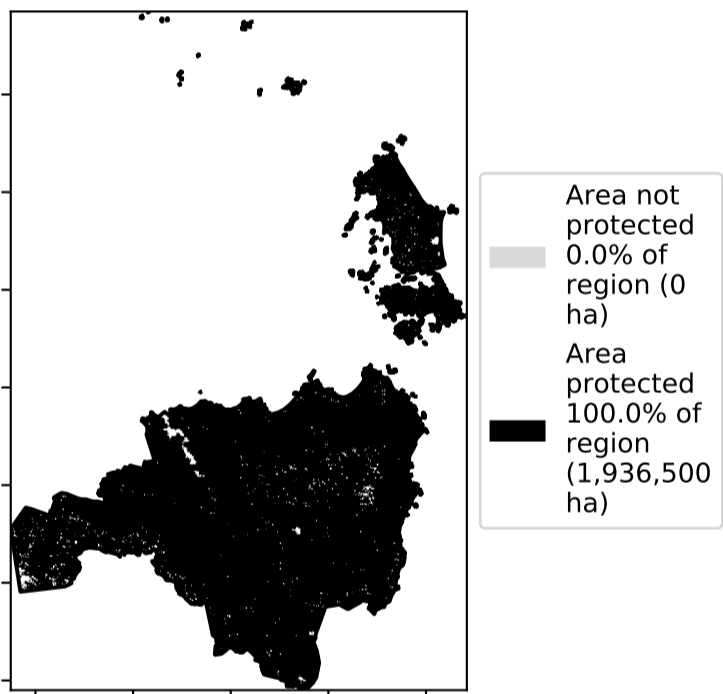 Area not
protected
0.0% of
region (0
ha)
Area
protected
100.0% of
region
(1,936,500
ha)